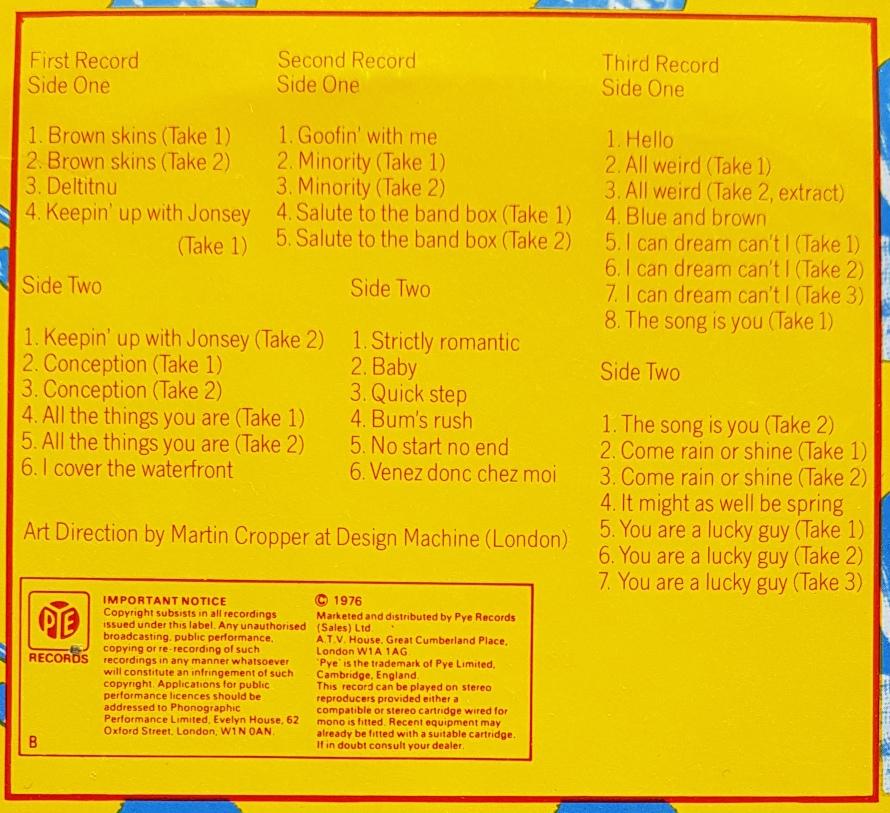 First Record
Side One
1. Brown skins (Take 1)
2. Brown skins (Take 2)
3. Deltitnu
4. Keepin' up with Jonsey
(Take 1)
Side Two
1. Keepin' up with Jonsey (Take 2)
2. Conception (Take 1)
3. Conception (Take 2)
4. All the things you are (Take 1)
5. All the things you are (Take 2)
6. I cover the waterfront
Second Record
Side One
1. Goofin' with me
2. Minority (Take 1)
3. Minority (Take 2)
4. Salute to the band box (Take 1)
5. Salute to the band box (Take 2)
Side Two
1. Strictly romantic
2. Baby
3. Quick step
4. Bum's rush
5. No start no end
6. Venez donc chez moi
Third Record
Side One
1. Hello
2. All weird (Take 1)
3. All weird (Take 2, extract)
4. Blue and brown
5. I can dream can't I (Take 1)
6. I can dream can't I (Take 2)
7. I can dream can't I (Take 3)
8. The song is you (Take 1)
Side Two
1. The song is you (Take 2)
2. Come rain or shine (Take 1)
3. Come rain or shine (Take 2)
4. It might as well be spring
5. You are a lucky guy (Take 1)
6. You are a lucky guy (Take 2)
7. You are a lucky guy (Take 3)
Art Direction by Martin Cropper at Design Machine (London)
PYE
RECORDS
B
IMPORTANT NOTICE
Copyright subsists in all recordings
issued under this label. Any unauthorised
broadcasting, public performance,
copying or re-recording of such
recordings in any manner whatsoever
will constitute an infringement of such
copyright. Applications for public
performance licences should be
addressed to Phonographic
Performance Limited, Evelyn House, 62
Oxford Street, London, W1N 0AN.
© 1976
Marketed and distributed by Pye Records
(Sales) Ltd.
A.T.V. House, Great Cumberland Place,
London W1A 1AG
'Pye' is the trademark of Pye Limited,
Cambridge, England.
This record can be played on stereo
reproducers provided either a
compatible or stereo cartridge wired for
mono is fitted. Recent equipment may
already be fitted with a suitable cartridge.
If in doubt consult your dealer.